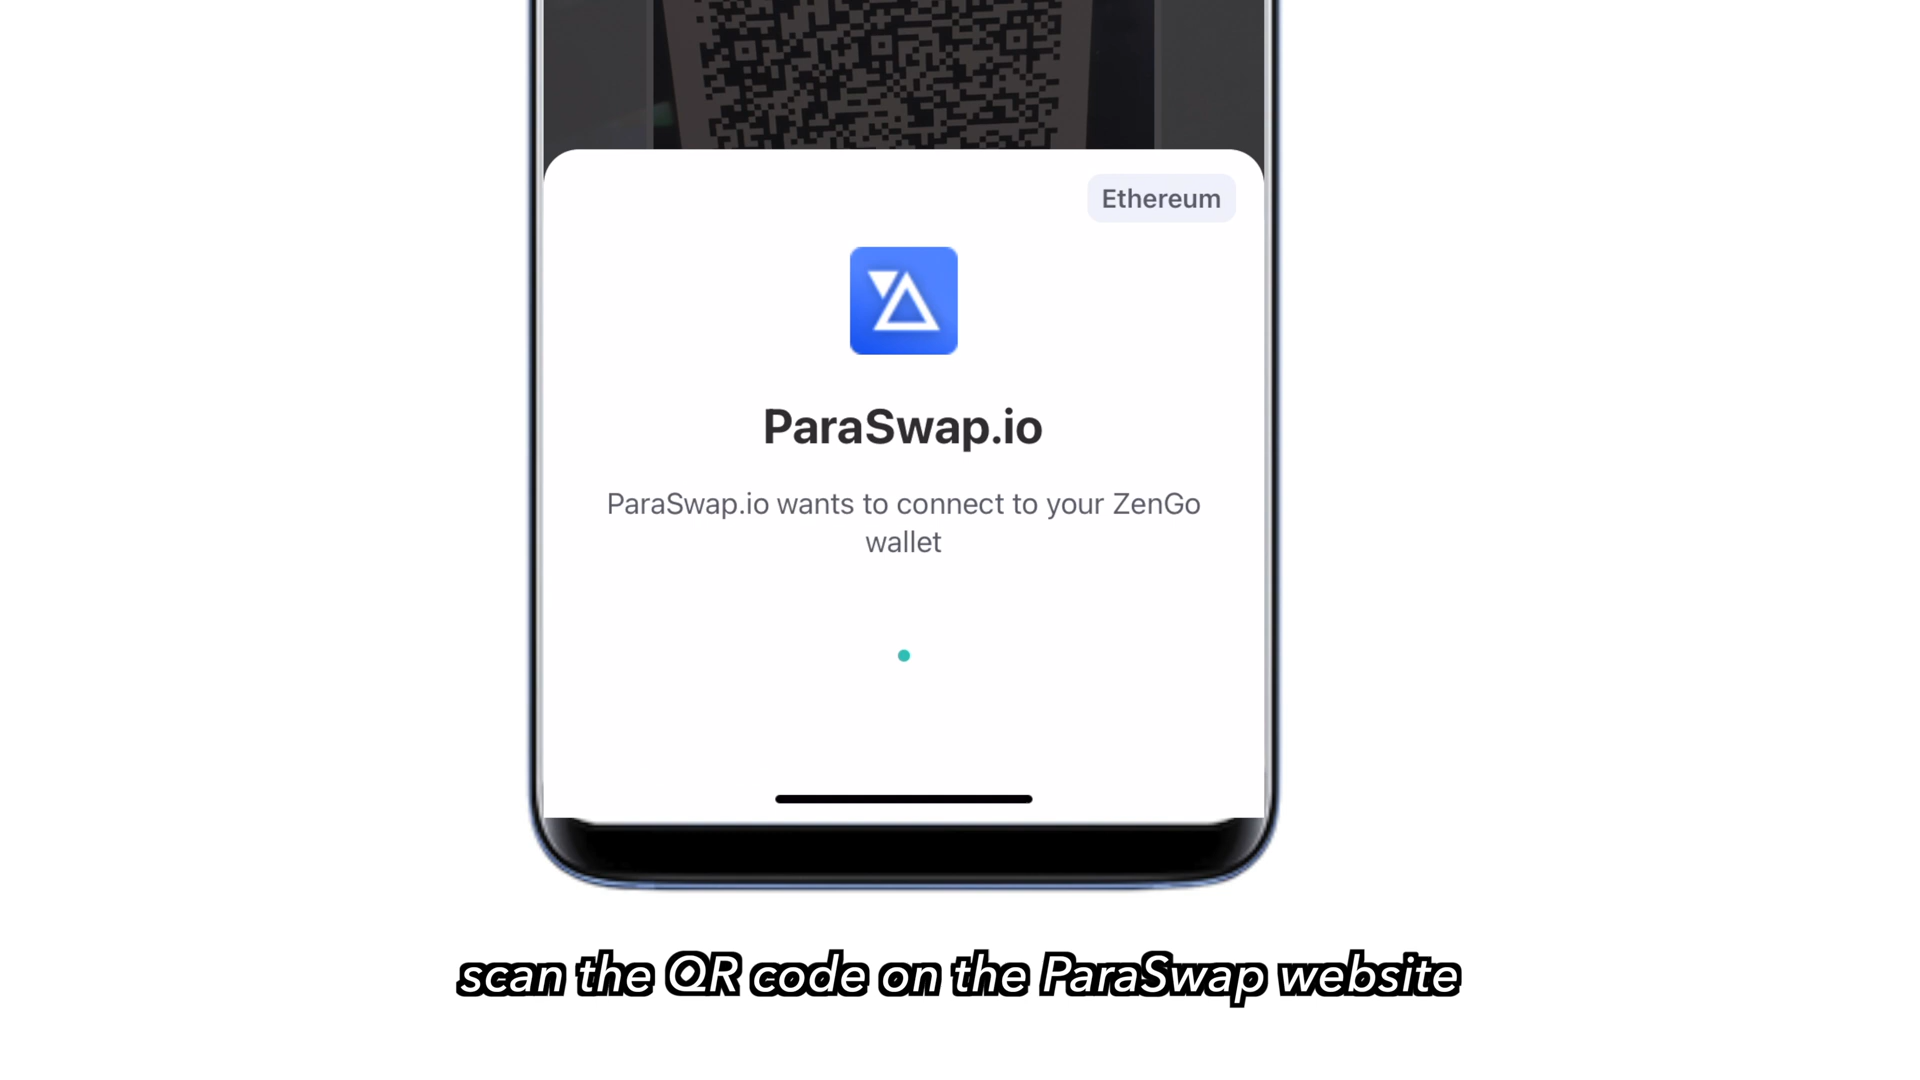 Ethereum
ParaSwap.io
ParaSwap.io wants to connect to your ZenGo
wallet
scan the QR code on the ParaSwap website